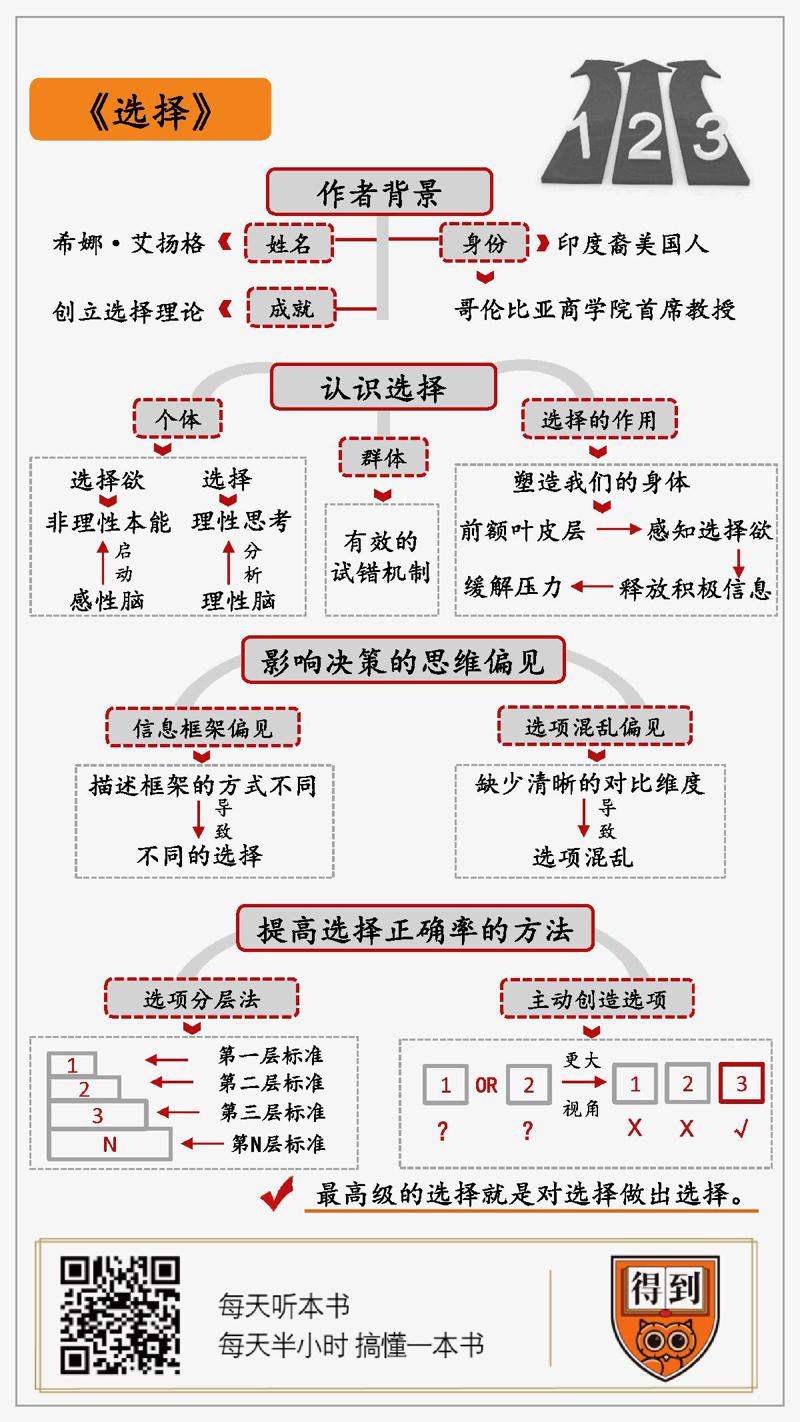 《选择》
1 2 3
作者背景
希娜·艾扬格 姓名 身份 印度裔美国人
创立选择理论 成就 哥伦比亚商学院首席教授
认识选择
个体
选择欲 选择
非理性本能 理性思考
启动 分析
感性脑 理性脑
群体
有效的
试错机制
选择的作用
塑造我们的身体
前额叶皮层 感知选择欲
缓解压力 释放积极信息
影响决策的思维偏见
信息框架偏见
描述框架的方式不同
导致
不同的选择
选项混乱偏见
缺少清晰的对比维度
导致
选项混乱
提高选择正确率的方法
选项分层法
1 第一层标准
2 第二层标准
3 第三层标准
N 第N层标准
主动创造选项
更大
1 OR 2 1 2 3
视角
? ? X X √
最高级的选择就是对选择做出选择。
每天听本书
每天半小时 搞懂一本书
得到